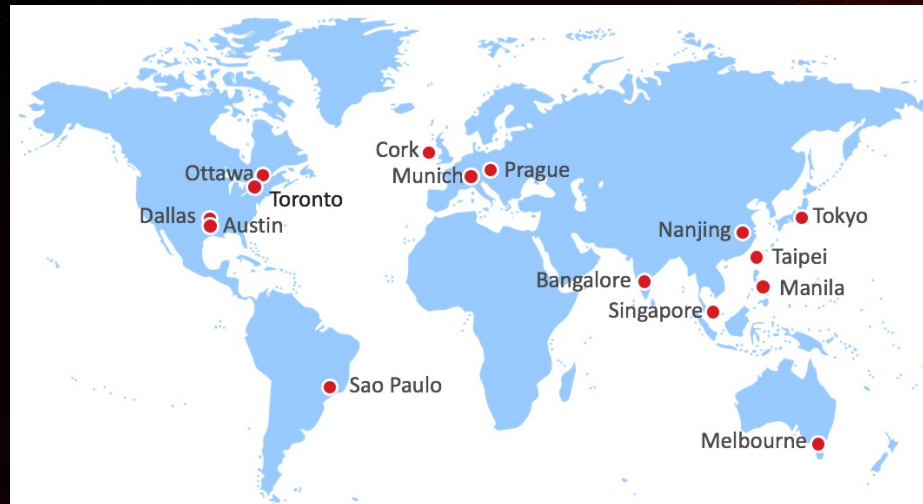 Cork
Munich
Prague
Ottawa
Toronto
Dallas
Austin
Tokyo
Nanjing
Taipei
Bangalore
Manila
Singapore
Sao Paulo
Melbourne